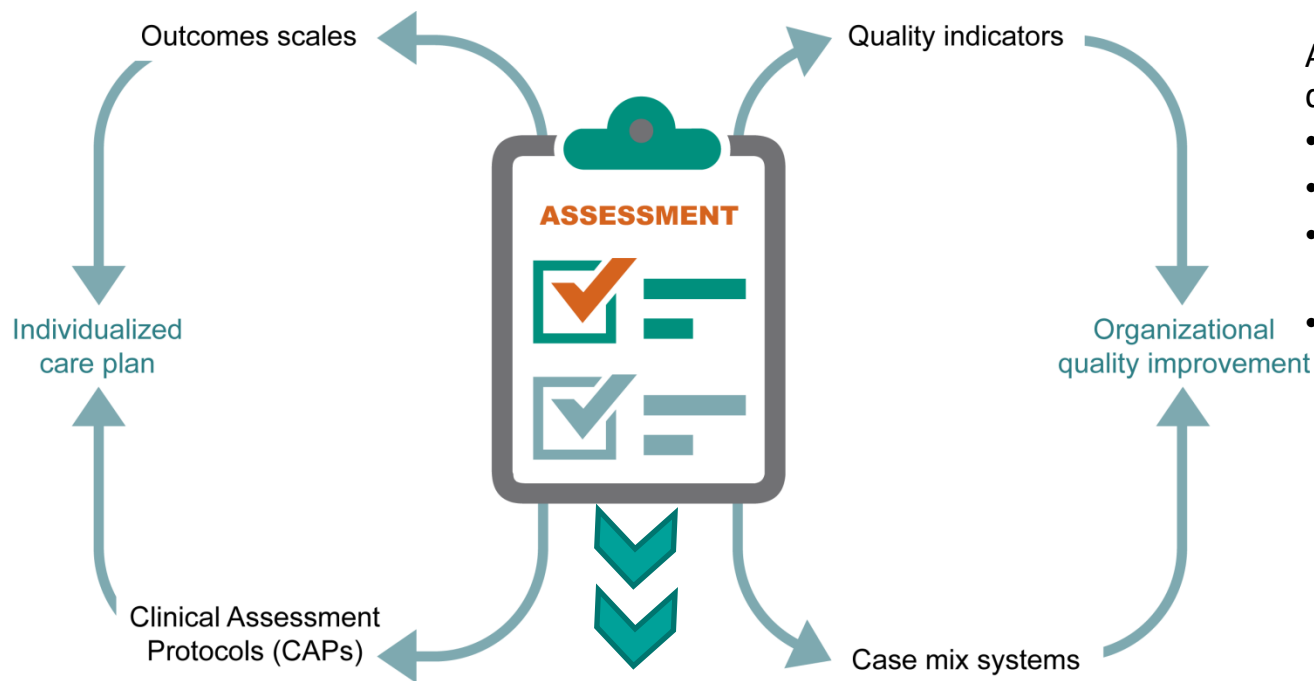 Outcomes scales
Quality indicators
A
ASSESSMENT
•
•
•
•
Individualized
care plan
Organizational
quality improvement
Clinical Assessment
Protocols (CAPs)
Case mix systems